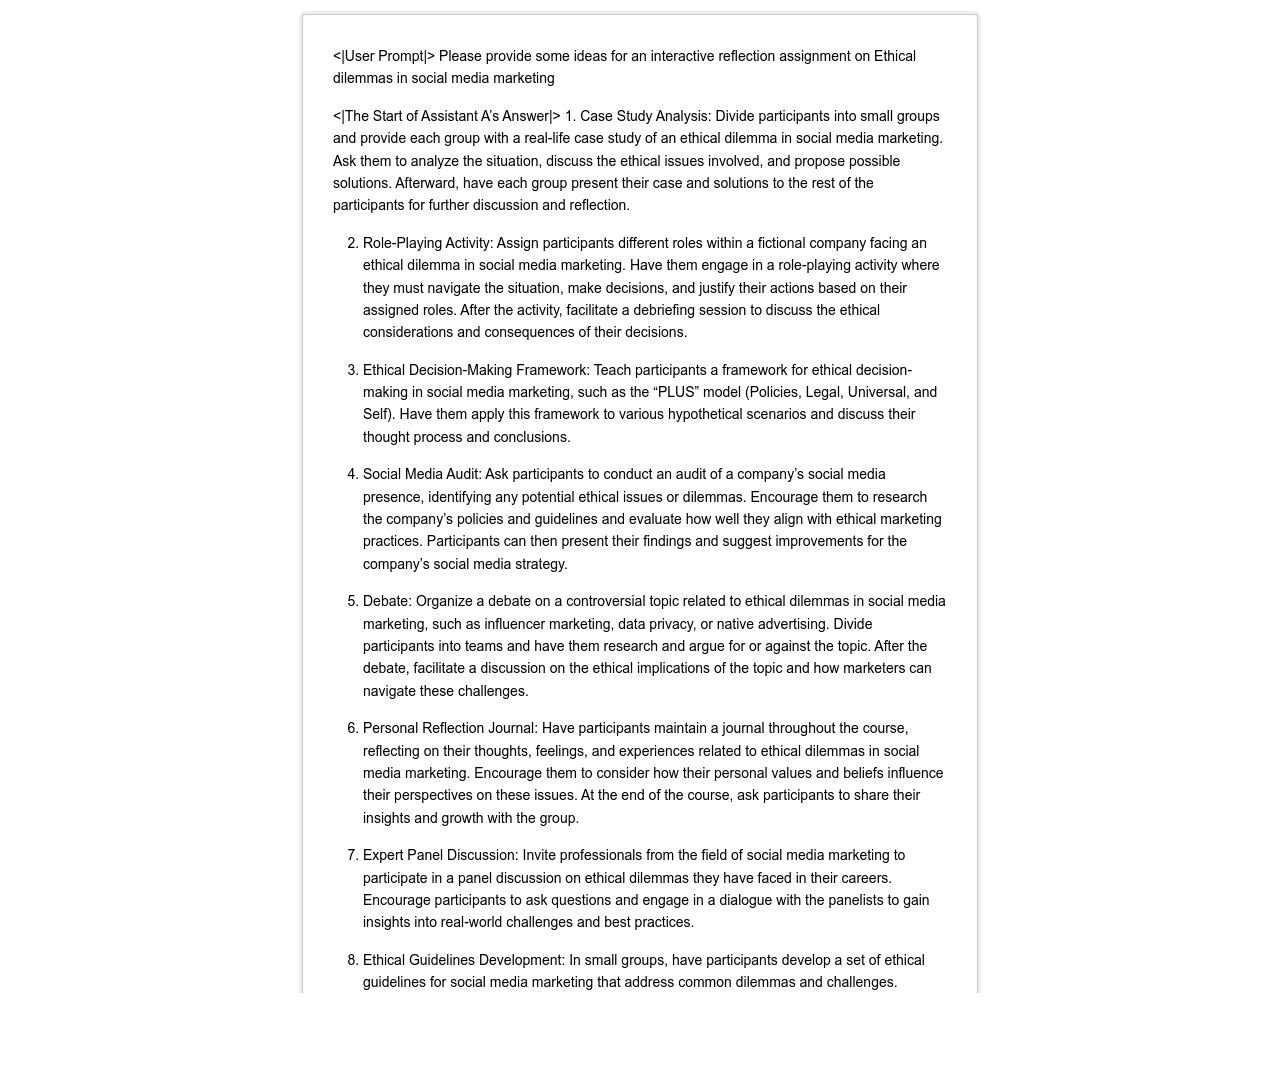 <|User Prompt|> Please provide some ideas for an interactive reflection assignment on Ethical
dilemmas in social media marketing
<|The Start of Assistant A’s Answer|> 1. Case Study Analysis: Divide participants into small groups
and provide each group with a real-life case study of an ethical dilemma in social media marketing.
Ask them to analyze the situation, discuss the ethical issues involved, and propose possible
solutions. Afterward, have each group present their case and solutions to the rest of the
participants for further discussion and reflection.
2. Role-Playing Activity: Assign participants different roles within a fictional company facing an
ethical dilemma in social media marketing. Have them engage in a role-playing activity where
they must navigate the situation, make decisions, and justify their actions based on their
assigned roles. After the activity, facilitate a debriefing session to discuss the ethical
considerations and consequences of their decisions.
3. Ethical Decision-Making Framework: Teach participants a framework for ethical decision-
making in social media marketing, such as the “PLUS” model (Policies, Legal, Universal, and
Self). Have them apply this framework to various hypothetical scenarios and discuss their
thought process and conclusions.
4. Social Media Audit: Ask participants to conduct an audit of a company’s social media
presence, identifying any potential ethical issues or dilemmas. Encourage them to research
the company’s policies and guidelines and evaluate how well they align with ethical marketing
practices. Participants can then present their findings and suggest improvements for the
company’s social media strategy.
5. Debate: Organize a debate on a controversial topic related to ethical dilemmas in social media
marketing, such as influencer marketing, data privacy, or native advertising. Divide
participants into teams and have them research and argue for or against the topic. After the
debate, facilitate a discussion on the ethical implications of the topic and how marketers can
navigate these challenges.
6. Personal Reflection Journal: Have participants maintain a journal throughout the course,
reflecting on their thoughts, feelings, and experiences related to ethical dilemmas in social
media marketing. Encourage them to consider how their personal values and beliefs influence
their perspectives on these issues. At the end of the course, ask participants to share their
insights and growth with the group.
7. Expert Panel Discussion: Invite professionals from the field of social media marketing to
participate in a panel discussion on ethical dilemmas they have faced in their careers.
Encourage participants to ask questions and engage in a dialogue with the panelists to gain
insights into real-world challenges and best practices.
8. Ethical Guidelines Development: In small groups, have participants develop a set of ethical
guidelines for social media marketing that address common dilemmas and challenges.